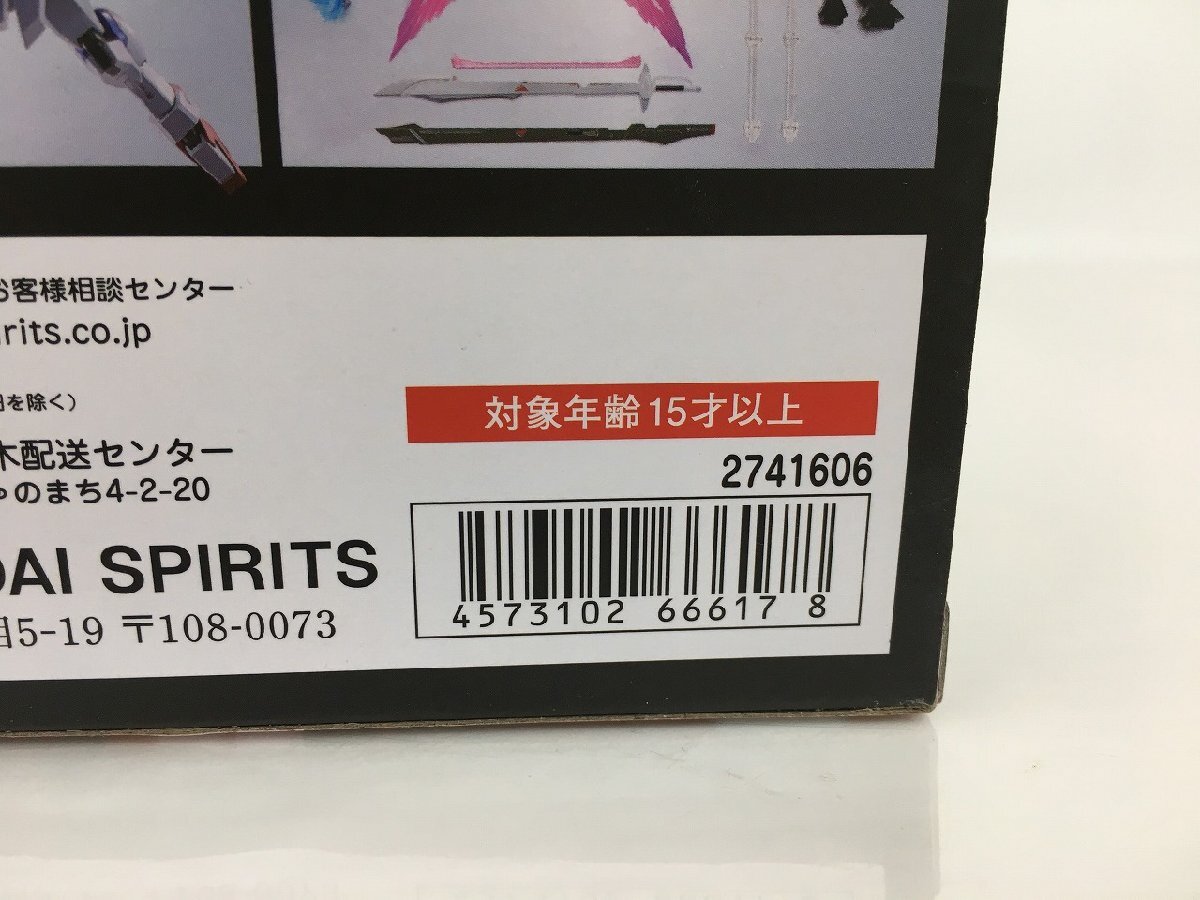 お客様相談センター
irits.co.jp
を除く)
木配送センター
のまち4-2-20
DAI SPIRITS
目5-19 〒108-0073
対象年齢15才以上
2741606
4573102 666178